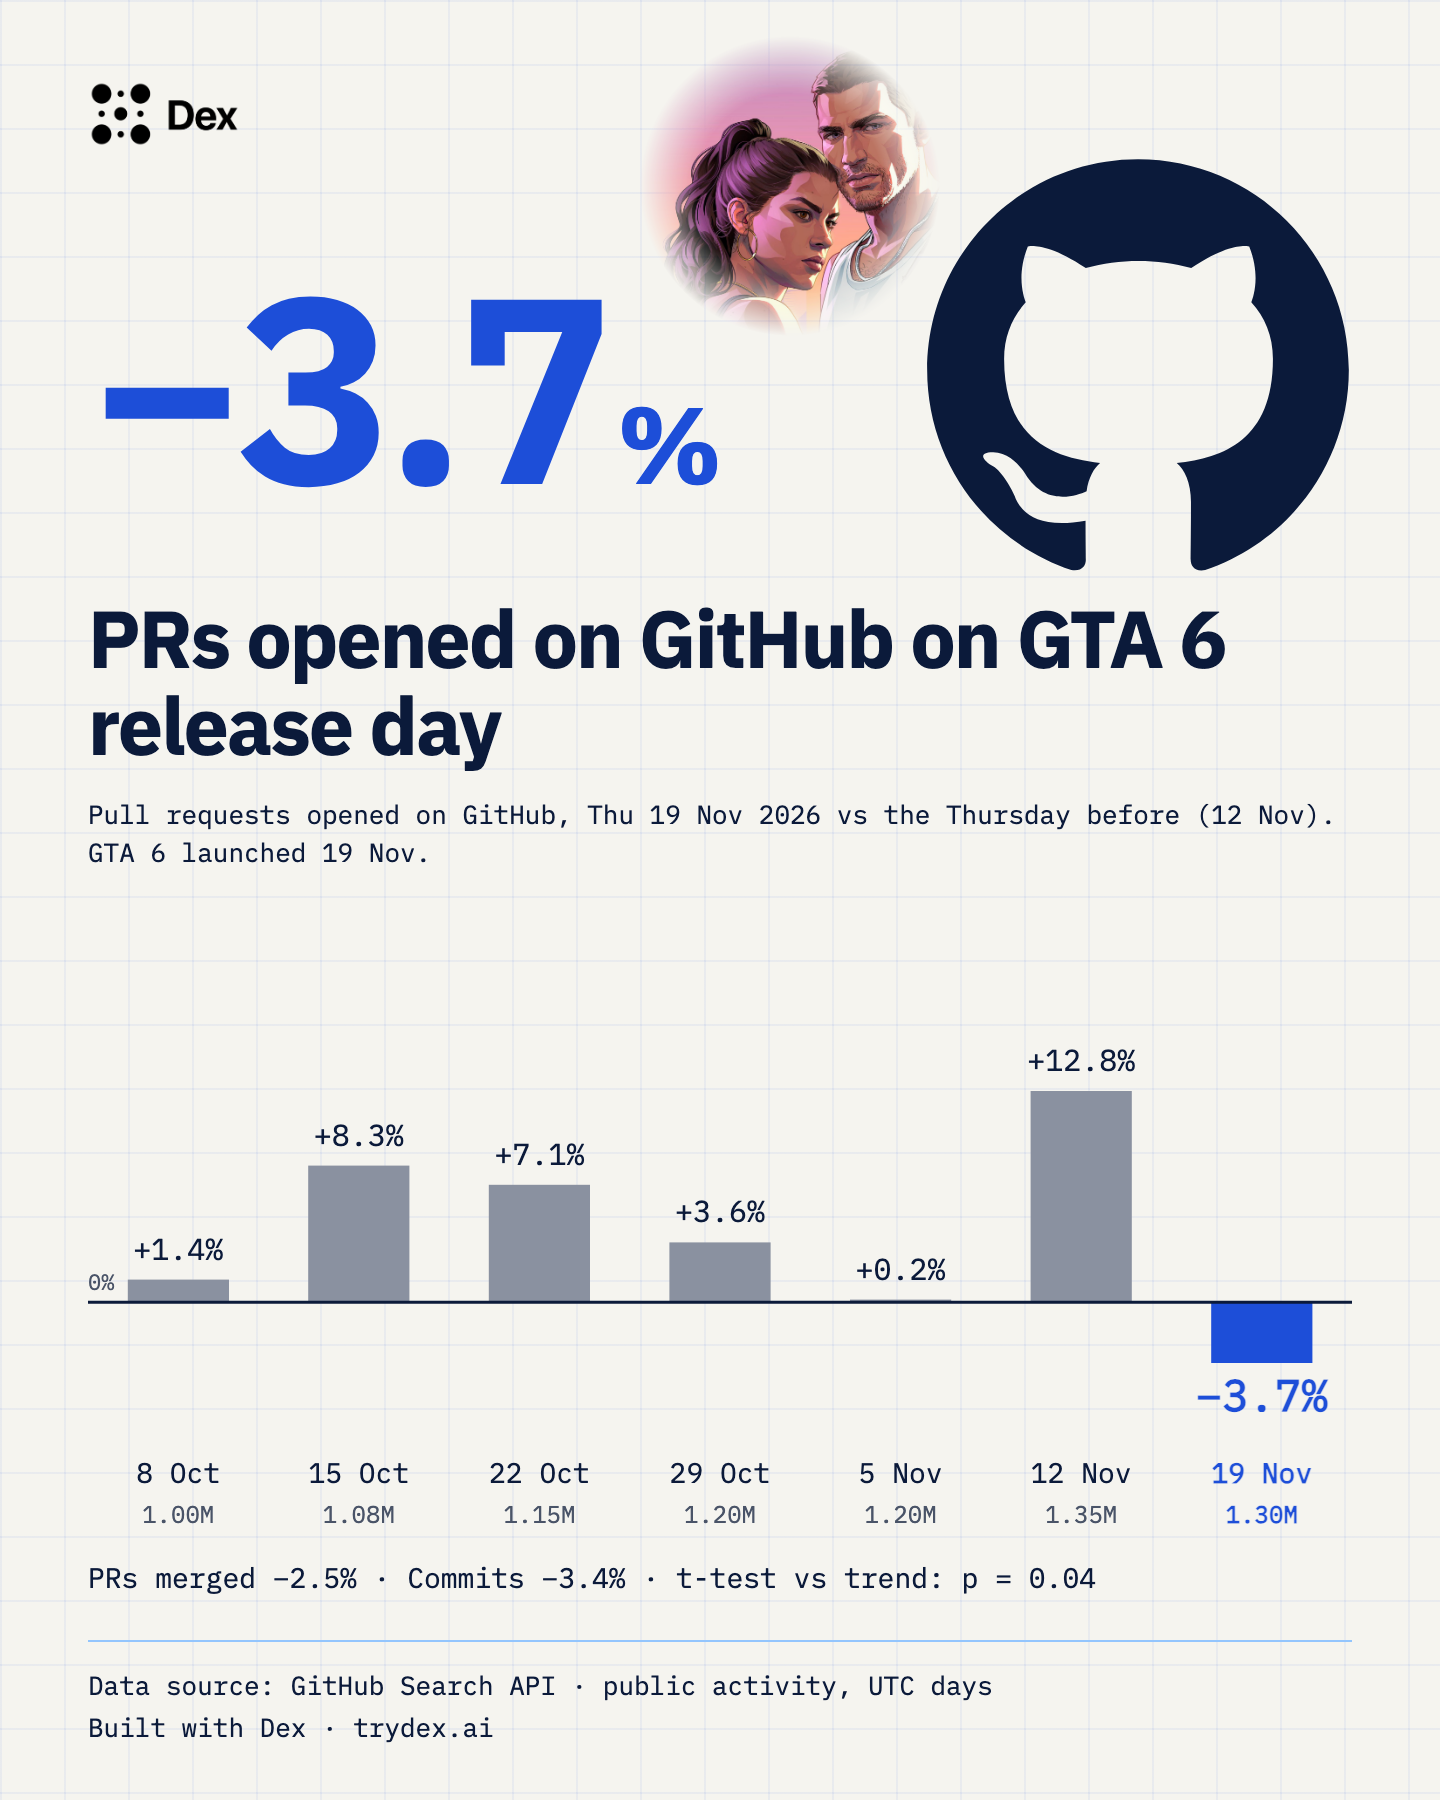 Dex
−3.7%
PRs opened on GitHub on GTA 6
release day
Pull requests opened on GitHub, Thu 19 Nov 2026 vs the Thursday before (12 Nov).
GTA 6 launched 19 Nov.
+1.4%
+8.3%
+7.1%
+3.6%
+0.2%
+12.8%
−3.7%
0%
8 Oct
15 Oct
22 Oct
29 Oct
5 Nov
12 Nov
19 Nov
1.00M
1.08M
1.15M
1.20M
1.20M
1.35M
1.30M
PRs merged −2.5% · Commits −3.4% · t-test vs trend: p = 0.04
Data source: GitHub Search API · public activity, UTC days
Built with Dex · trydex.ai